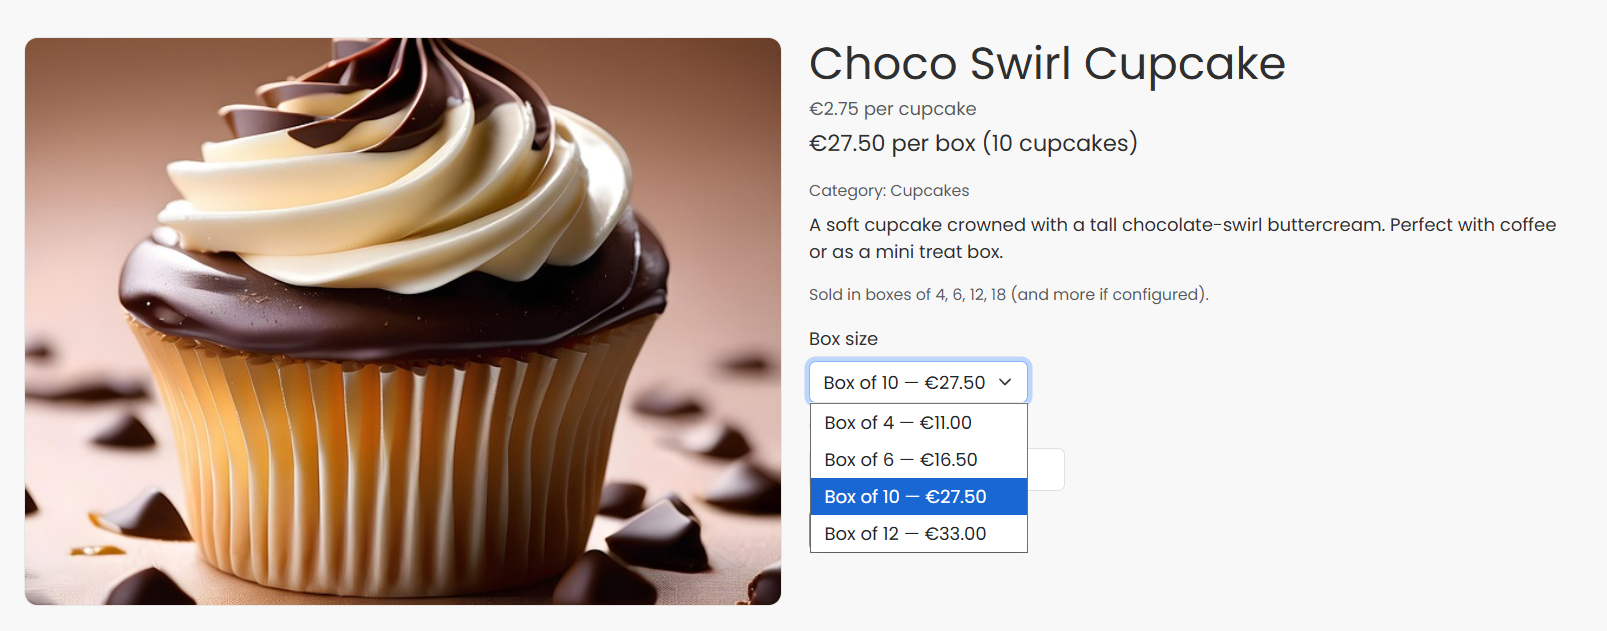 Choco Swirl Cupcake
€2.75 per cupcake
€27.50 per box (10 cupcakes)
Category: Cupcakes
A soft cupcake crowned with a tall chocolate-swirl buttercream. Perfect with coffee
or as a mini treat box.
Sold in boxes of 4, 6, 12, 18 (and more if configured).
Box size
Box of 10 — €27.50
Box of 4 — €11.00
Box of 6 — €16.50
Box of 10 — €27.50
Box of 12 — €33.00